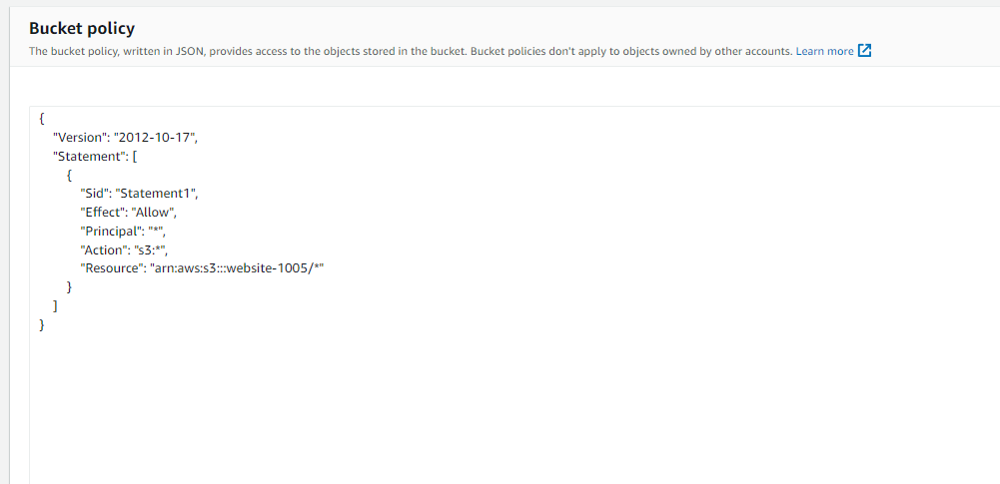 Bucket policy
The bucket policy, written in JSON, provides access to the objects stored in the bucket. Bucket policies don't apply to objects owned by other accounts. Learn more
{
"Version": "2012-10-17",
"Statement": [
{
"Sid": "Statement1",
"Effect": "Allow",
"Principal": "*",
"Action": "s3:*",
"Resource": "arn:aws:s3:::website-1005/*"
}
]
}